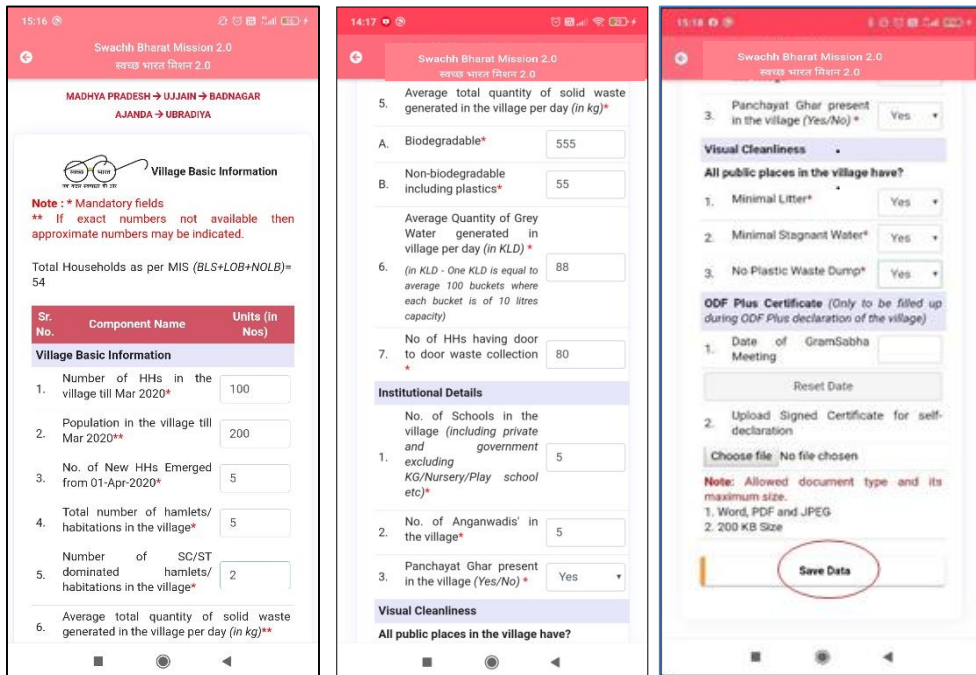 15:16
Swachh Bharat Mission 2.0
स्वच्छ भारत मिशन 2.0
MADHYA PRADESH → UJJAIN → BADNAGAR
AJANDA → UBRADIYA
स्वच्छ भारत
एक कदम स्वच्छता की ओर
Village Basic Information
Note : * Mandatory fields
** If exact numbers not available then
approximate numbers may be indicated.
Total Households as per MIS (BLS+LOB+NOLB)=
54
Sr. No. Component Name Units (in Nos)
Village Basic Information
1. Number of HHs in the
village till Mar 2020* 100
2. Population in the village till
Mar 2020** 200
3. No. of New HHs Emerged
from 01-Apr-2020* 5
4. Total number of hamlets/
habitations in the village* 5
5. Number of SC/ST
dominated hamlets/
habitations in the village* 2
6. Average total quantity of solid waste
generated in the village per day (in kg)**
14:17
Swachh Bharat Mission 2.0
स्वच्छ भारत मिशन 2.0
5. Average total quantity of solid waste
generated in the village per day (in kg)*
A. Biodegradable* 555
B. Non-biodegradable
including plastics* 55
6. Average Quantity of Grey
Water generated in
village per day (in KLD) *
(in KLD - One KLD is equal to
average 100 buckets where
each bucket is of 10 litres
capacity) 88
7. No of HHs having door
to door waste collection
* 80
Institutional Details
1. No. of Schools in the
village (including private
and government
excluding
KG/Nursery/Play school
etc)* 5
2. No. of Anganwadis' in
the village* 5
3. Panchayat Ghar present
in the village (Yes/No) * Yes
Visual Cleanliness
All public places in the village have?
15:18
Swachh Bharat Mission 2.0
स्वच्छ भारत मिशन 2.0
3. Panchayat Ghar present
in the village (Yes/No) * Yes
Visual Cleanliness
All public places in the village have?
1. Minimal Litter* Yes
2. Minimal Stagnant Water* Yes
3. No Plastic Waste Dump* Yes
ODF Plus Certificate (Only to be filled up
during ODF Plus declaration of the village)
1. Date of GramSabha
Meeting
Reset Date
2. Upload Signed Certificate for self-
declaration
Choose file No file chosen
Note: Allowed document type and its
maximum size.
1. Word, PDF and JPEG
2. 200 KB Size
Save Data